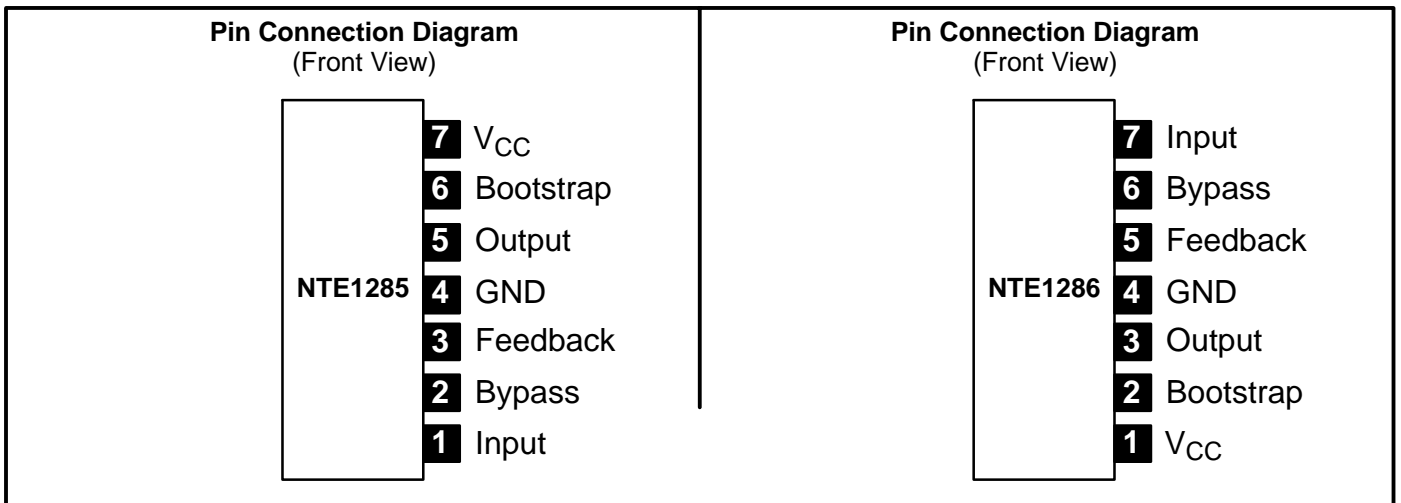 Pin Connection Diagram
(Front View)
7 VCC
6 Bootstrap
5 Output
NTE1285 4 GND
3 Feedback
2 Bypass
1 Input
Pin Connection Diagram
(Front View)
7 Input
6 Bypass
5 Feedback
NTE1286 4 GND
3 Output
2 Bootstrap
1 VCC